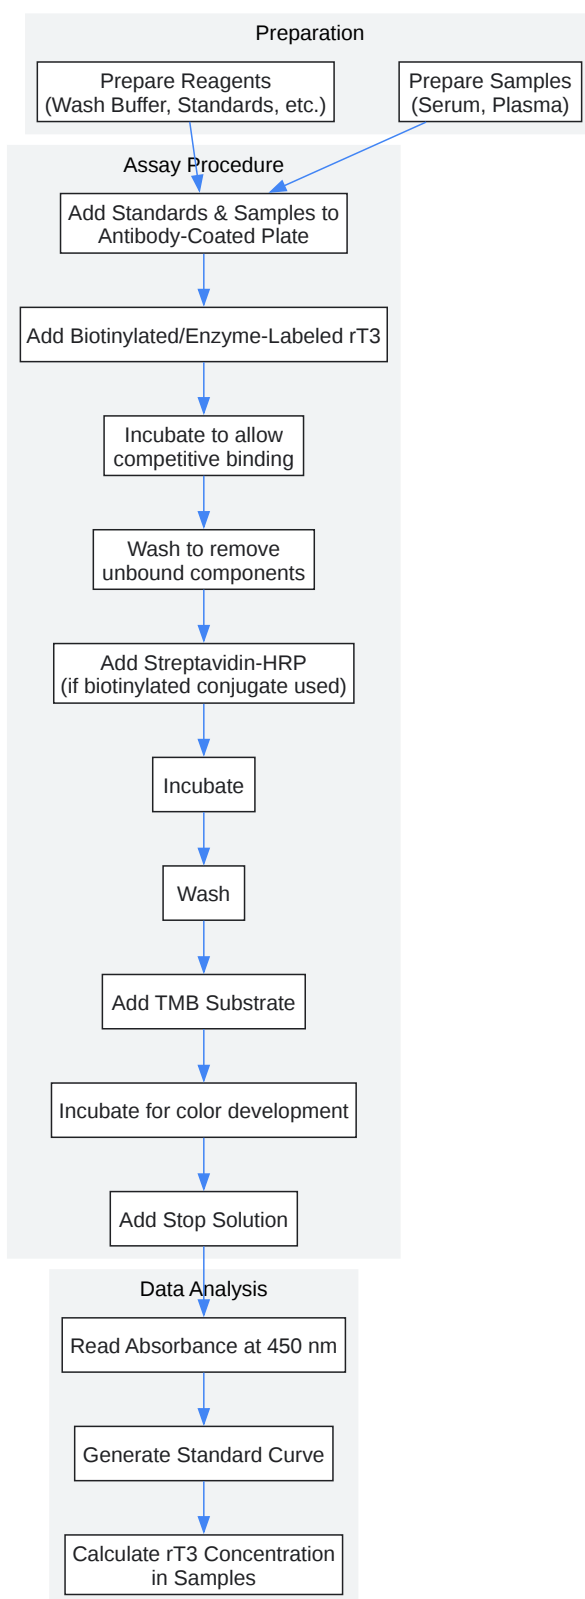 Preparation
Prepare Reagents
(Wash Buffer, Standards, etc.)
Prepare Samples
(Serum, Plasma)
Assay Procedure
Add Standards & Samples to
Antibody-Coated Plate
Add Biotinylated/Enzyme-Labeled rT3
Incubate to allow
competitive binding
Wash to remove
unbound components
Add Streptavidin-HRP
(if biotinylated conjugate used)
Incubate
Wash
Add TMB Substrate
Incubate for color development
Add Stop Solution
Data Analysis
Read Absorbance at 450 nm
Generate Standard Curve
Calculate rT3 Concentration
in Samples